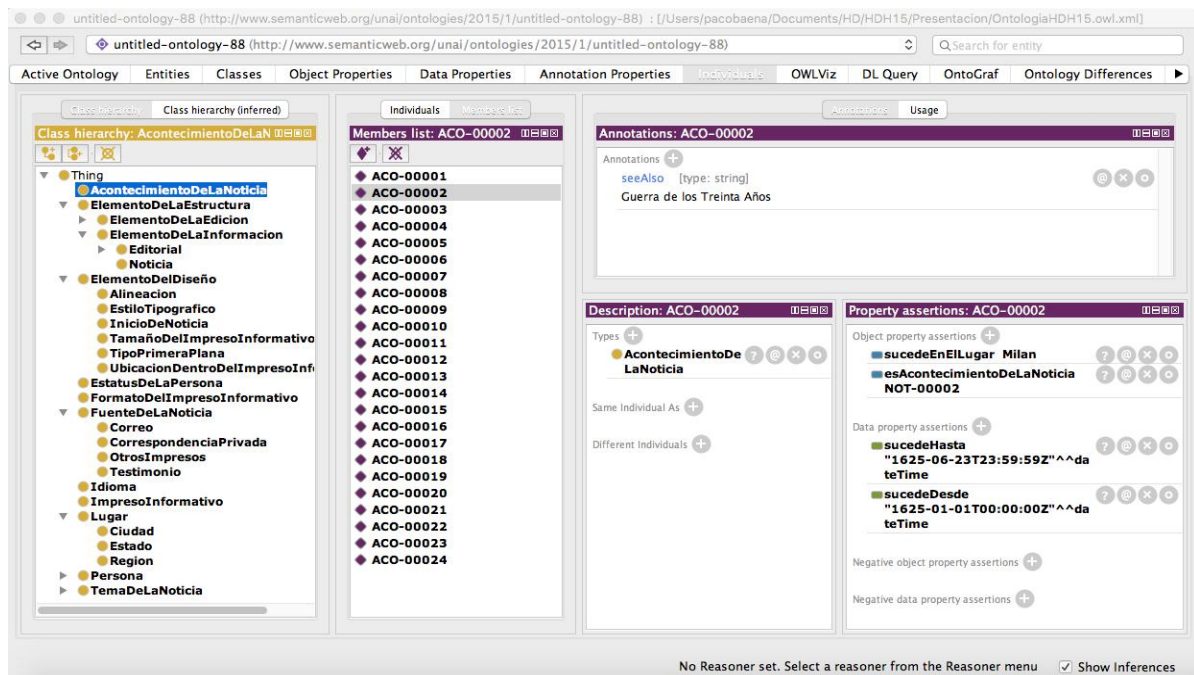 untitled-ontology-88 (http://www.semanticweb.org/unai/ontologies/2015/1/untitled-ontology-88) : [/Users/pacobaena/Documents/HD/HDH15/Presentacion/OntologiaHDH15.owl.xml]
untitled-ontology-88 (http://www.semanticweb.org/unai/ontologies/2015/1/untitled-ontology-88)
Search for entity
Active Ontology Entities Classes Object Properties Data Properties Annotation Properties Individuals OWLViz DL Query OntoGraf Ontology Differences
Class hierarchy Class hierarchy (inferred)
Class hierarchy: AcontecimientoDeLaN
Thing
AcontecimientoDeLaNoticia
ElementoDeLaEstructura
ElementoDeLaEdicion
ElementoDeLaInformacion
Editorial
Noticia
ElementoDelDiseño
Alineacion
EstiloTipografico
InicioDeNoticia
TamañoDelImpresoInformativo
TipoPrimeraPlana
UbicacionDentroDelImpresoInf
EstatusDeLaPersona
FormatoDelImpresoInformativo
FuenteDeLaNoticia
Correo
CorrespondenciaPrivada
OtrosImpresos
Testimonio
Idioma
ImpresoInformativo
Lugar
Ciudad
Estado
Region
Persona
TemaDeLaNoticia
Individuals Members list
Members list: ACO-00002
ACO-00001
ACO-00002
ACO-00003
ACO-00004
ACO-00005
ACO-00006
ACO-00007
ACO-00008
ACO-00009
ACO-00010
ACO-00011
ACO-00012
ACO-00013
ACO-00014
ACO-00015
ACO-00016
ACO-00017
ACO-00018
ACO-00019
ACO-00020
ACO-00021
ACO-00022
ACO-00023
ACO-00024
Annotations Usage
Annotations: ACO-00002
Annotations
seeAlso [type: string]
Guerra de los Treinta Años
Description: ACO-00002
Types
AcontecimientoDe
LaNoticia
Same Individual As
Different Individuals
Property assertions: ACO-00002
Object property assertions
sucedeEnElLugar Milan
esAcontecimientoDeLaNoticia
NOT-00002
Data property assertions
sucedeHasta
"1625-06-23T23:59:59Z"^^da
teTime
sucedeDesde
"1625-01-01T00:00:00Z"^^da
teTime
Negative object property assertions
Negative data property assertions
No Reasoner set. Select a reasoner from the Reasoner menu Show Inferences